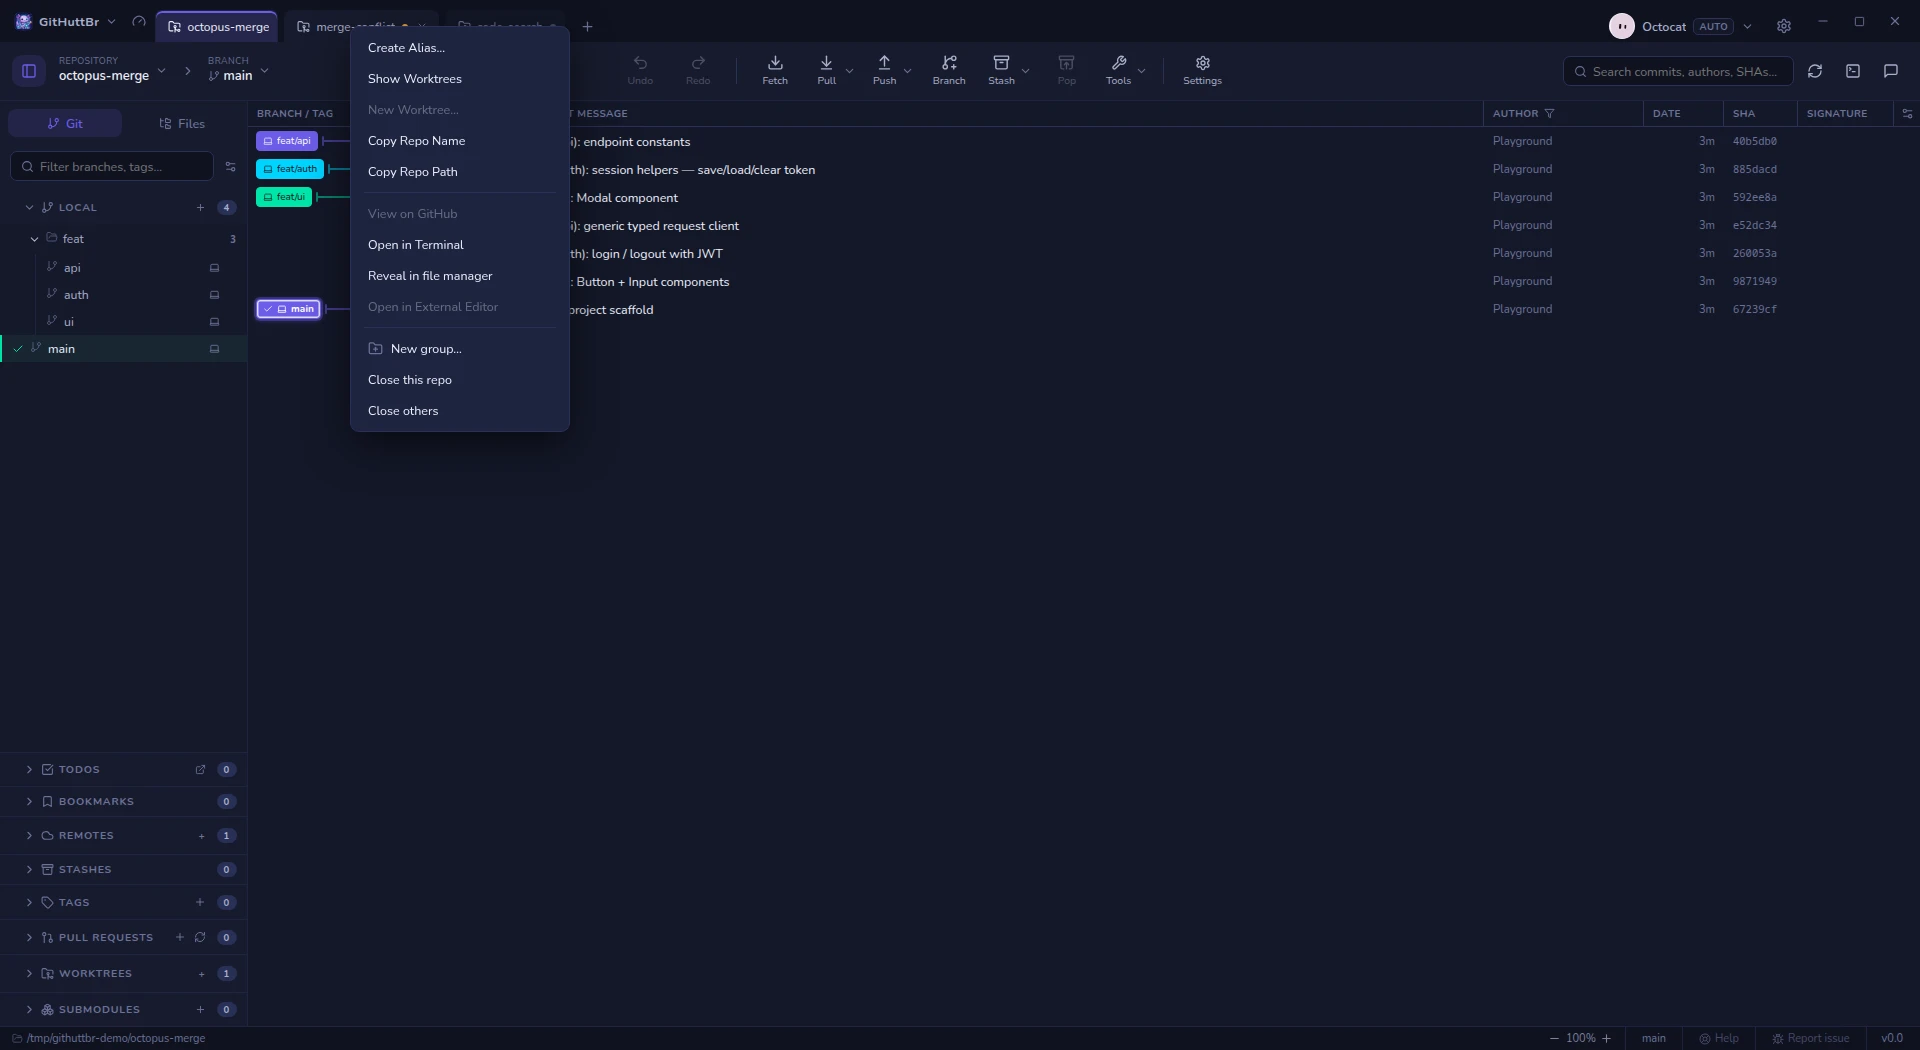 GitHuttBr
octopus-merge
merge-conflict
code-search
Octocat
AUTO
REPOSITORY
octopus-merge
BRANCH
main
Undo
Redo
Fetch
Pull
Push
Branch
Stash
Pop
Tools
Settings
Search commits, authors, SHAs...
Git
Files
Filter branches, tags...
LOCAL
4
feat
3
api
auth
ui
main
TODOS
0
BOOKMARKS
0
REMOTES
1
STASHES
0
TAGS
0
PULL REQUESTS
0
WORKTREES
1
SUBMODULES
0
Create Alias...
Show Worktrees
New Worktree...
Copy Repo Name
Copy Repo Path
View on GitHub
Open in Terminal
Reveal in file manager
Open in External Editor
New group...
Close this repo
Close others
BRANCH / TAG
T MESSAGE
AUTHOR
DATE
SHA
SIGNATURE
feat/api
i): endpoint constants
Playground
3m
40b5db0
feat/auth
th): session helpers — save/load/clear token
Playground
3m
885dacd
feat/ui
: Modal component
Playground
3m
592ee8a
i): generic typed request client
Playground
3m
e52dc34
th): login / logout with JWT
Playground
3m
260053a
: Button + Input components
Playground
3m
9871949
main
project scaffold
Playground
3m
67239cf
/tmp/githuttbr-demo/octopus-merge
100%
main
Help
Report issue
v0.0